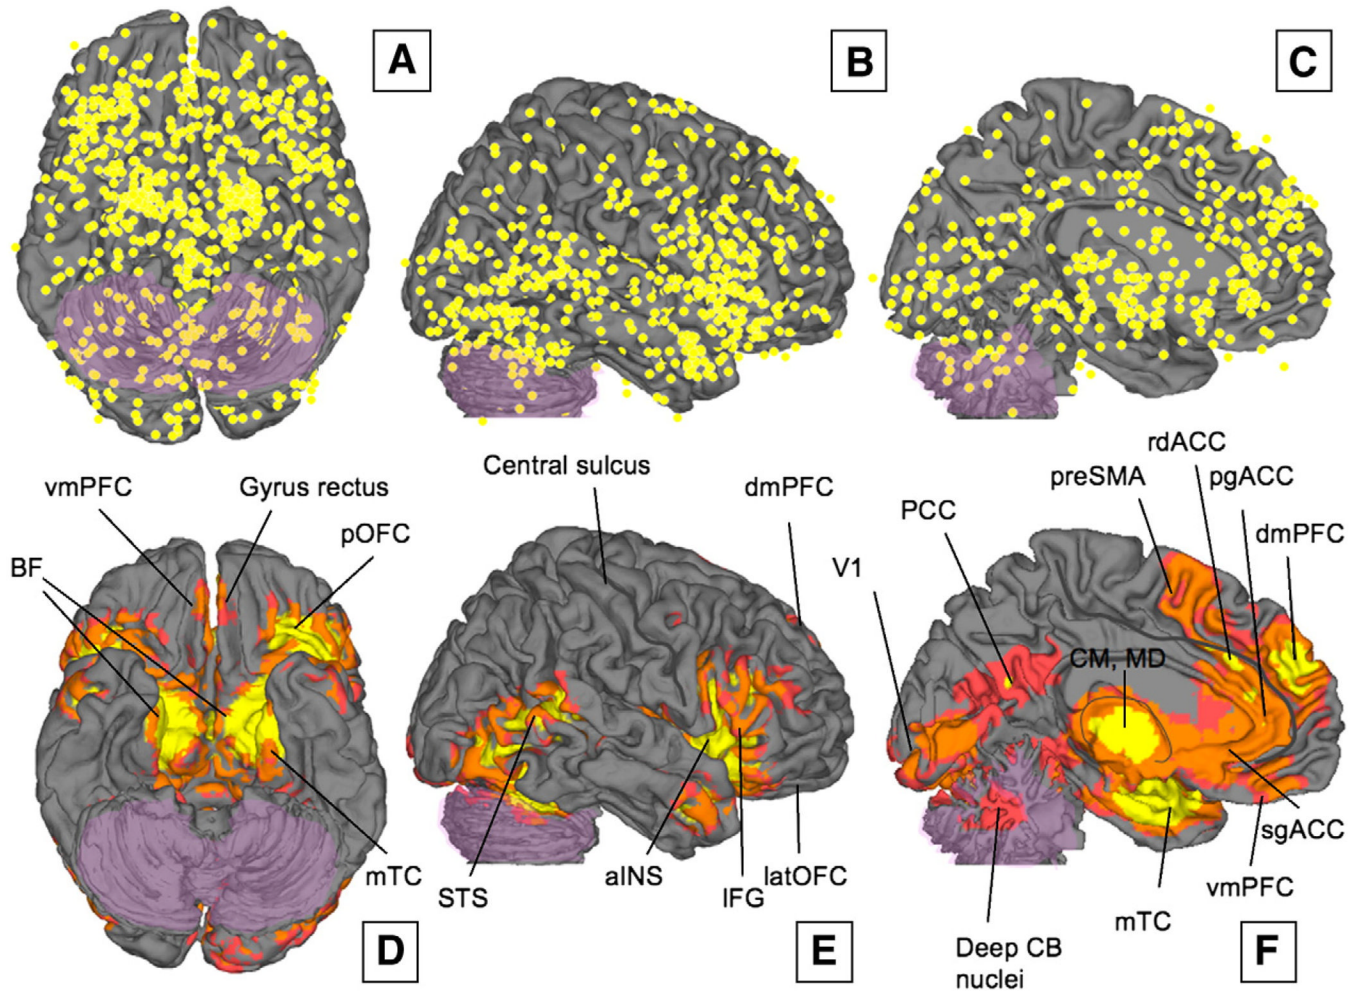 A
B
C
rdACC
Central sulcus
preSMA
pgACC
vmPFC
Gyrus rectus
dmPFC
PCC
pOFC
dmPFC
BF
V1
CM, MD
sgACC
mTC
aINS
latOFC
STS
IFG
vmPFC
mTC
D
E
Deep CB
nuclei
F